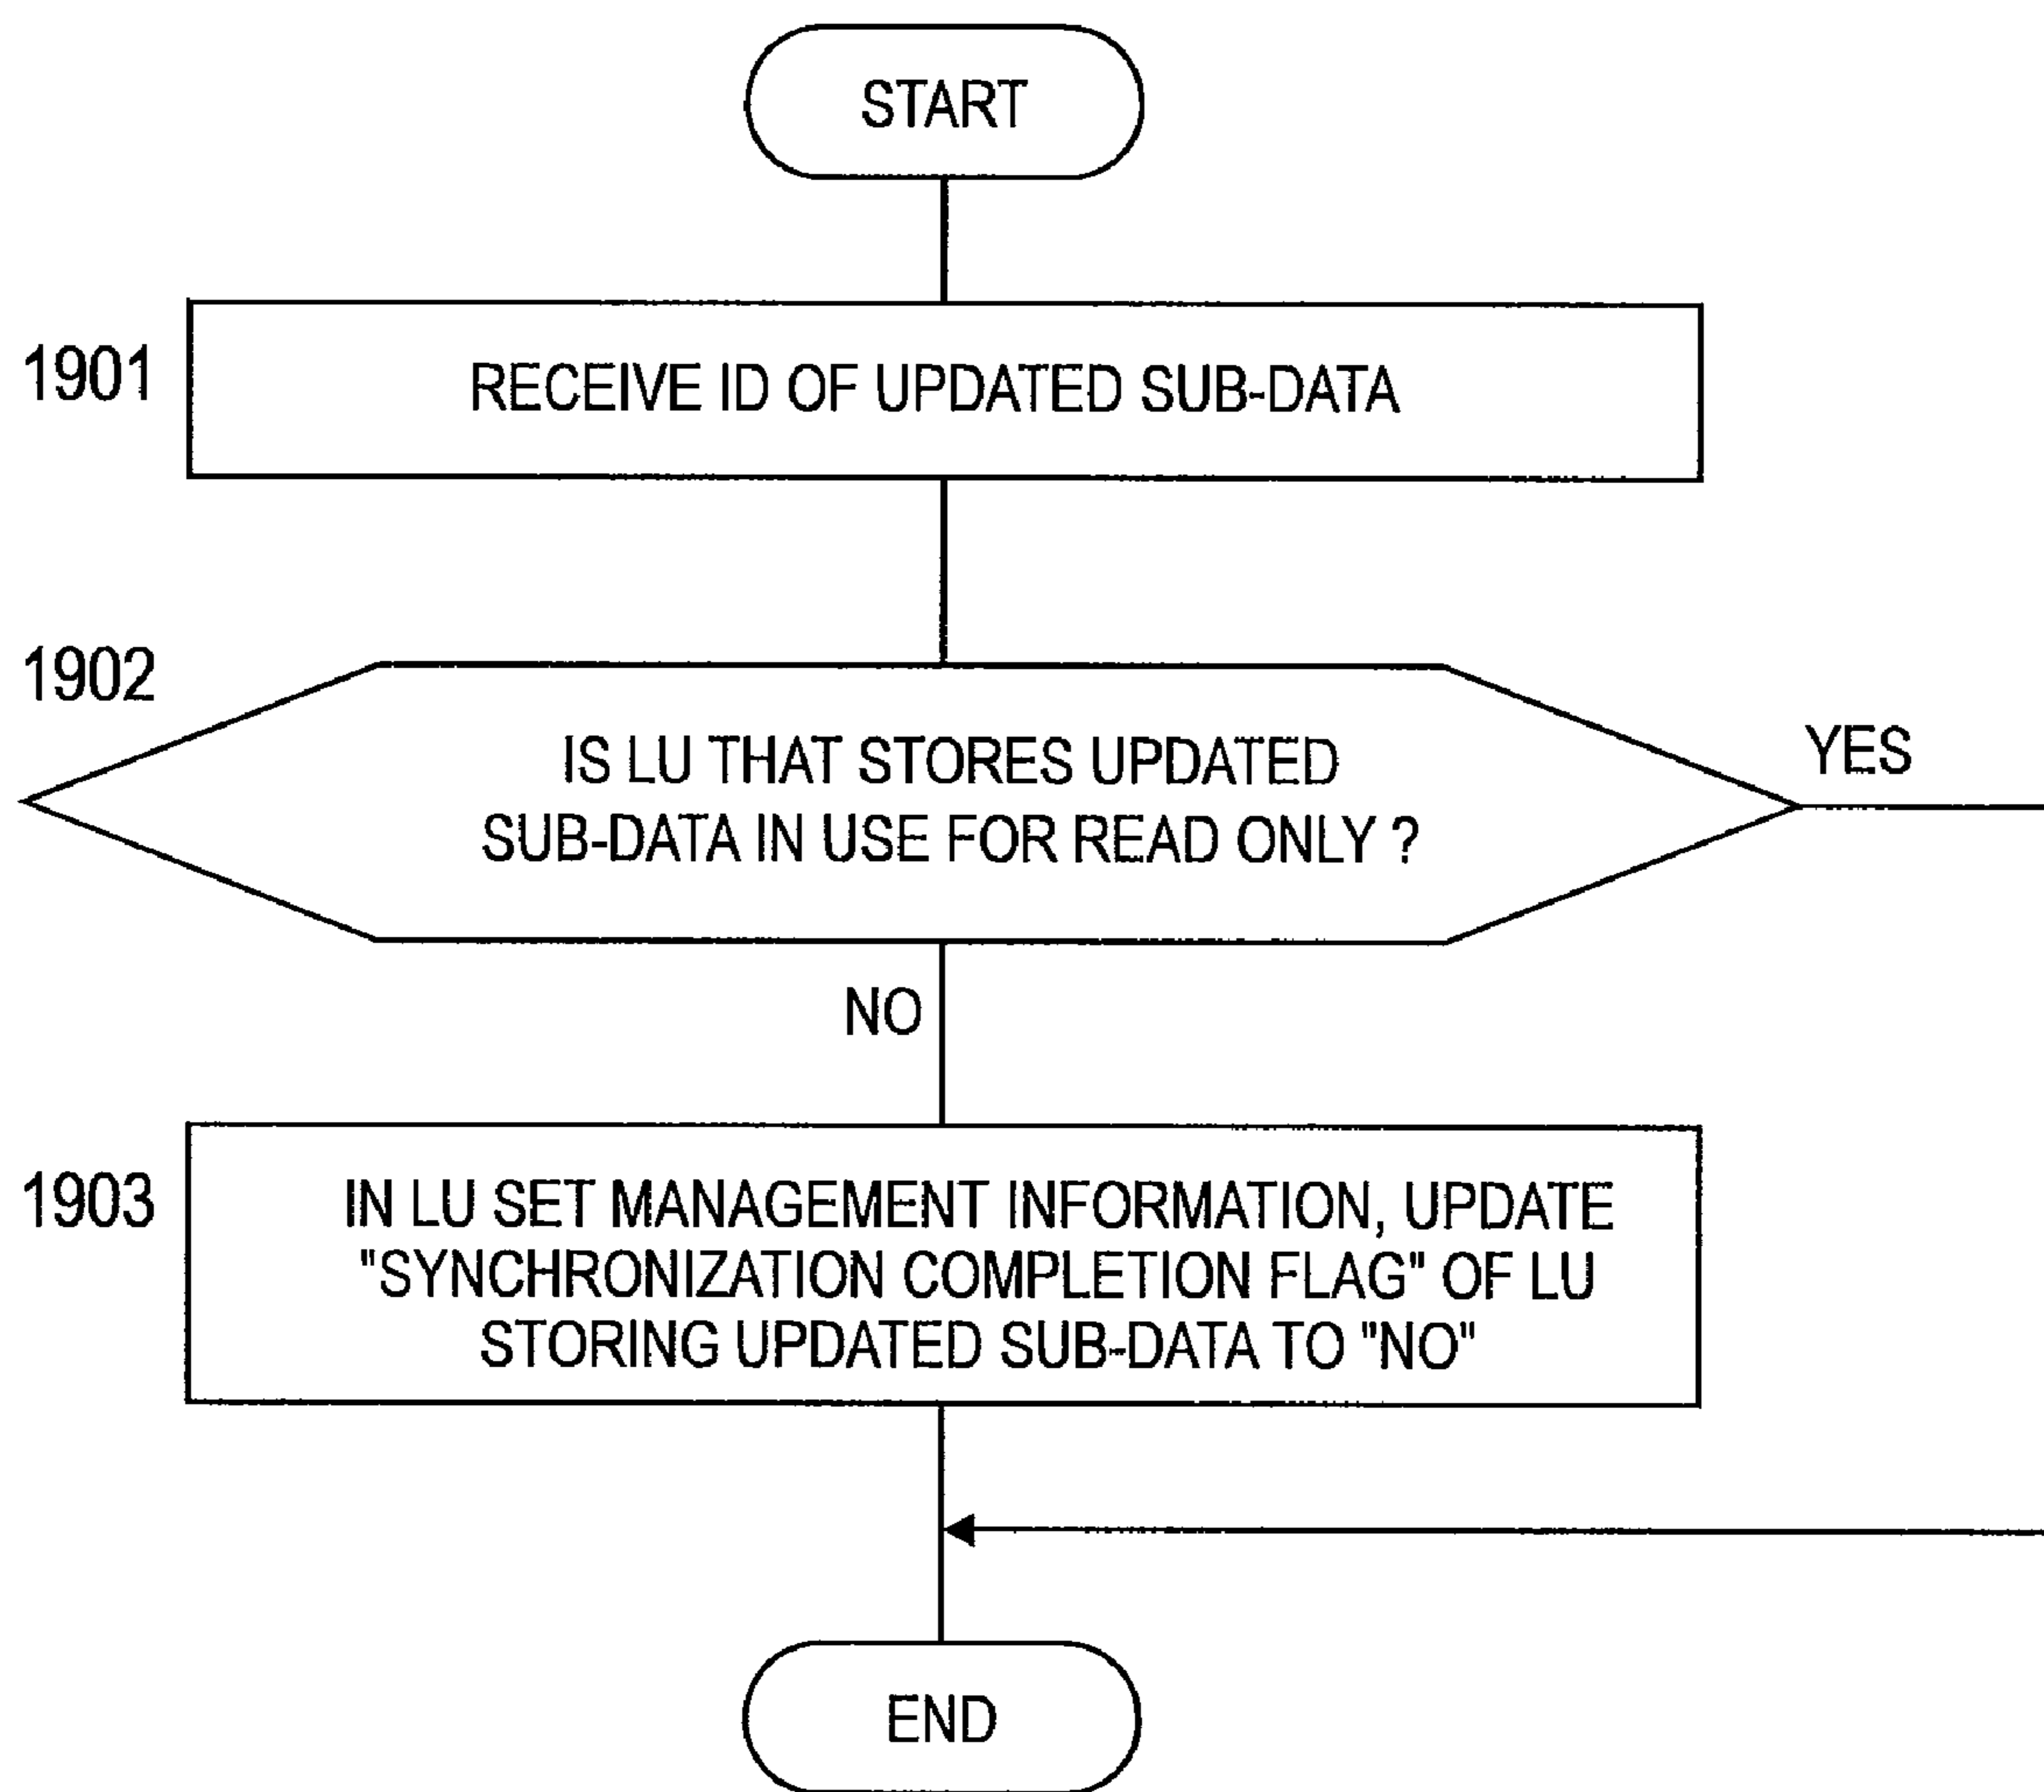 START
1901
RECEIVE ID OF UPDATED SUB-DATA
1902
IS LU THAT STORES UPDATED
SUB-DATA IN USE FOR READ ONLY ?
YES
NO
1903
IN LU SET MANAGEMENT INFORMATION, UPDATE
"SYNCHRONIZATION COMPLETION FLAG" OF LU
STORING UPDATED SUB-DATA TO "NO"
END